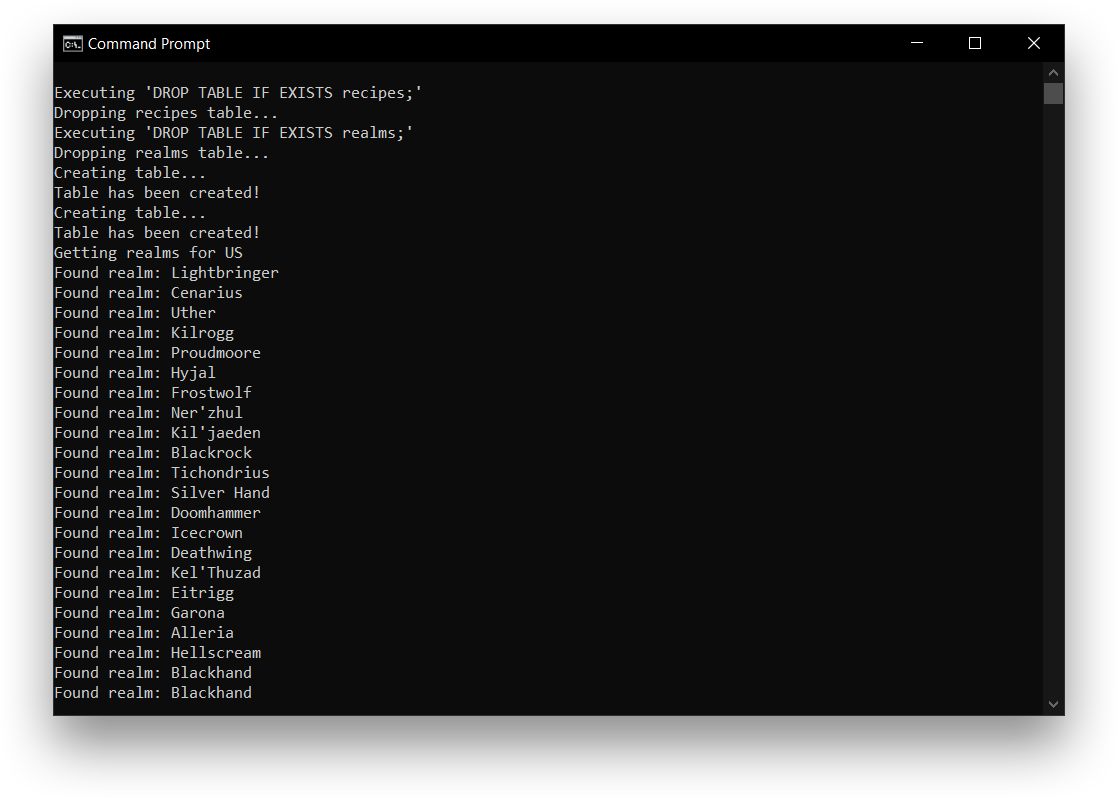 Command Prompt
Executing 'DROP TABLE IF EXISTS recipes;'
Dropping recipes table...
Executing 'DROP TABLE IF EXISTS realms;'
Dropping realms table...
Creating table...
Table has been created!
Creating table...
Table has been created!
Getting realms for US
Found realm: Lightbringer
Found realm: Cenarius
Found realm: Uther
Found realm: Kilrogg
Found realm: Proudmoore
Found realm: Hyjal
Found realm: Frostwolf
Found realm: Ner'zhul
Found realm: Kil'jaeden
Found realm: Blackrock
Found realm: Tichondrius
Found realm: Silver Hand
Found realm: Doomhammer
Found realm: Icecrown
Found realm: Deathwing
Found realm: Kel'Thuzad
Found realm: Eitrigg
Found realm: Garona
Found realm: Alleria
Found realm: Hellscream
Found realm: Blackhand
Found realm: Blackhand